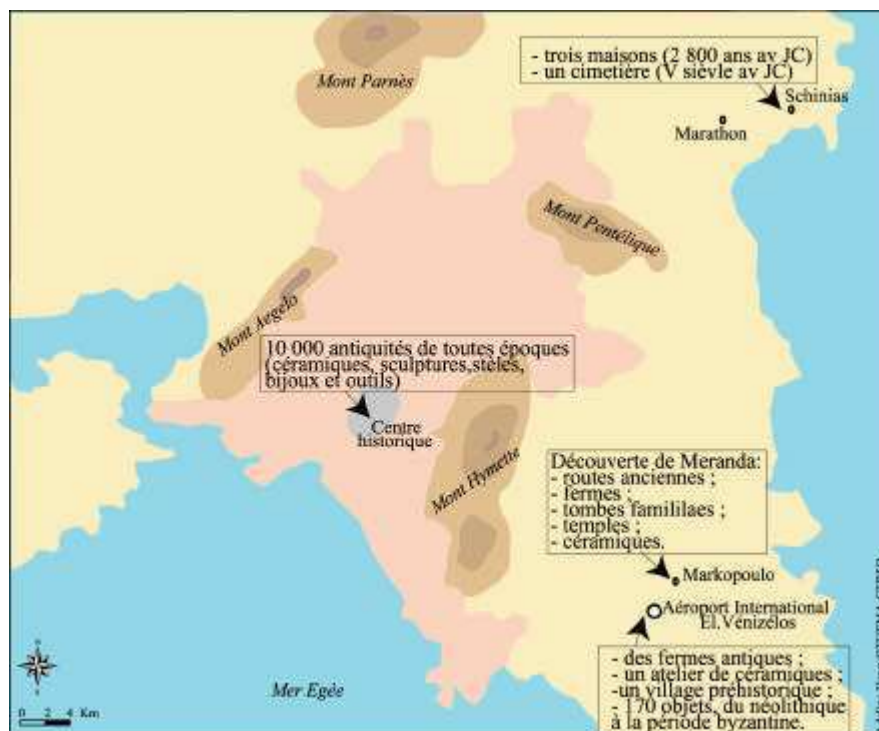 Mont Parnès
- trois maisons (2 800 ans av JC)
- un cimetière (V sièvle av JC)
Schinias
Marathon
Mont Pentélique
Mont Aegelo
10 000 antiquités de toutes époques
(céramiques, sculptures,stèles,
bijoux et outils)
Centre
historique
Mont Hymette
Découverte de Meranda:
- routes anciennes ;
- fermes ;
- tombes famililaes ;
- temples ;
- céramiques.
Markopoulo
Aéroport International
El.Vénizélos
- des fermes antiques ;
- un atelier de céramiques ;
-un village préhistorique ;
- 170 objets, du néolithique
à la période byzantine.
Mer Egée
0 2 4 Km